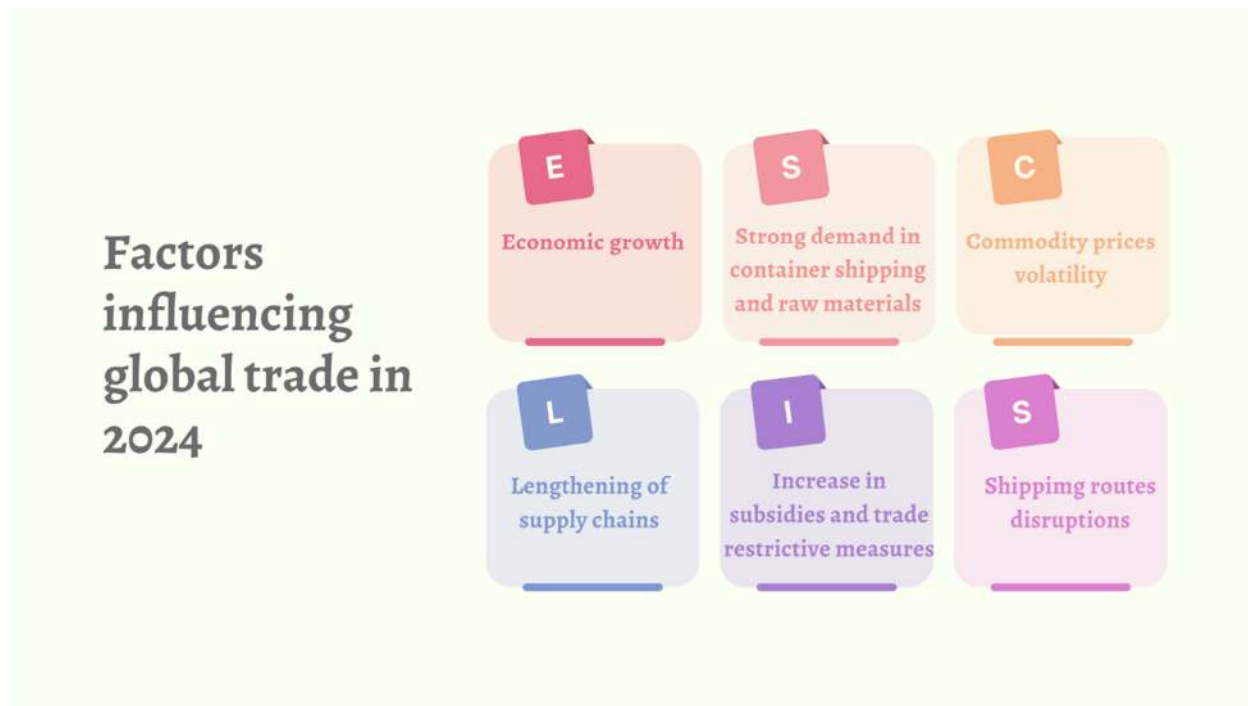 Factors
influencing
global trade in
2024
E
Economic growth
S
Strong demand in
container shipping
and raw materials
C
Commodity prices
volatility
L
Lengthening of
supply chains
I
Increase in
subsidies and trade
restrictive measures
S
Shippimg routes
disruptions